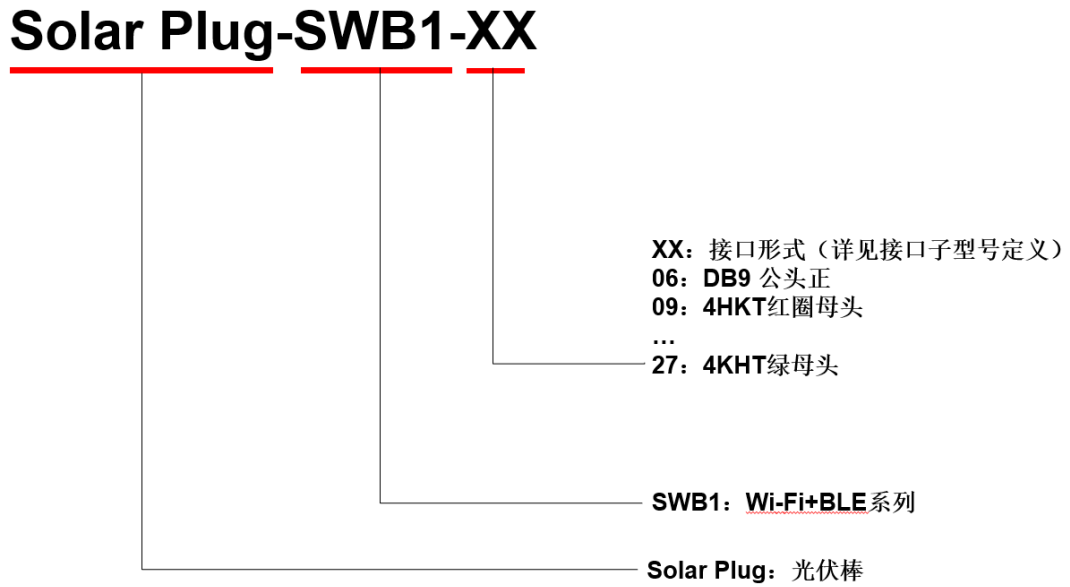 Solar Plug-SWB1-XX
XX：接口形式（详见接口子型号定义）
06：DB9 公头正
09：4HKT红圈母头
…
27：4KHT绿母头
SWB1：Wi-Fi+BLE系列
Solar Plug：光伏棒